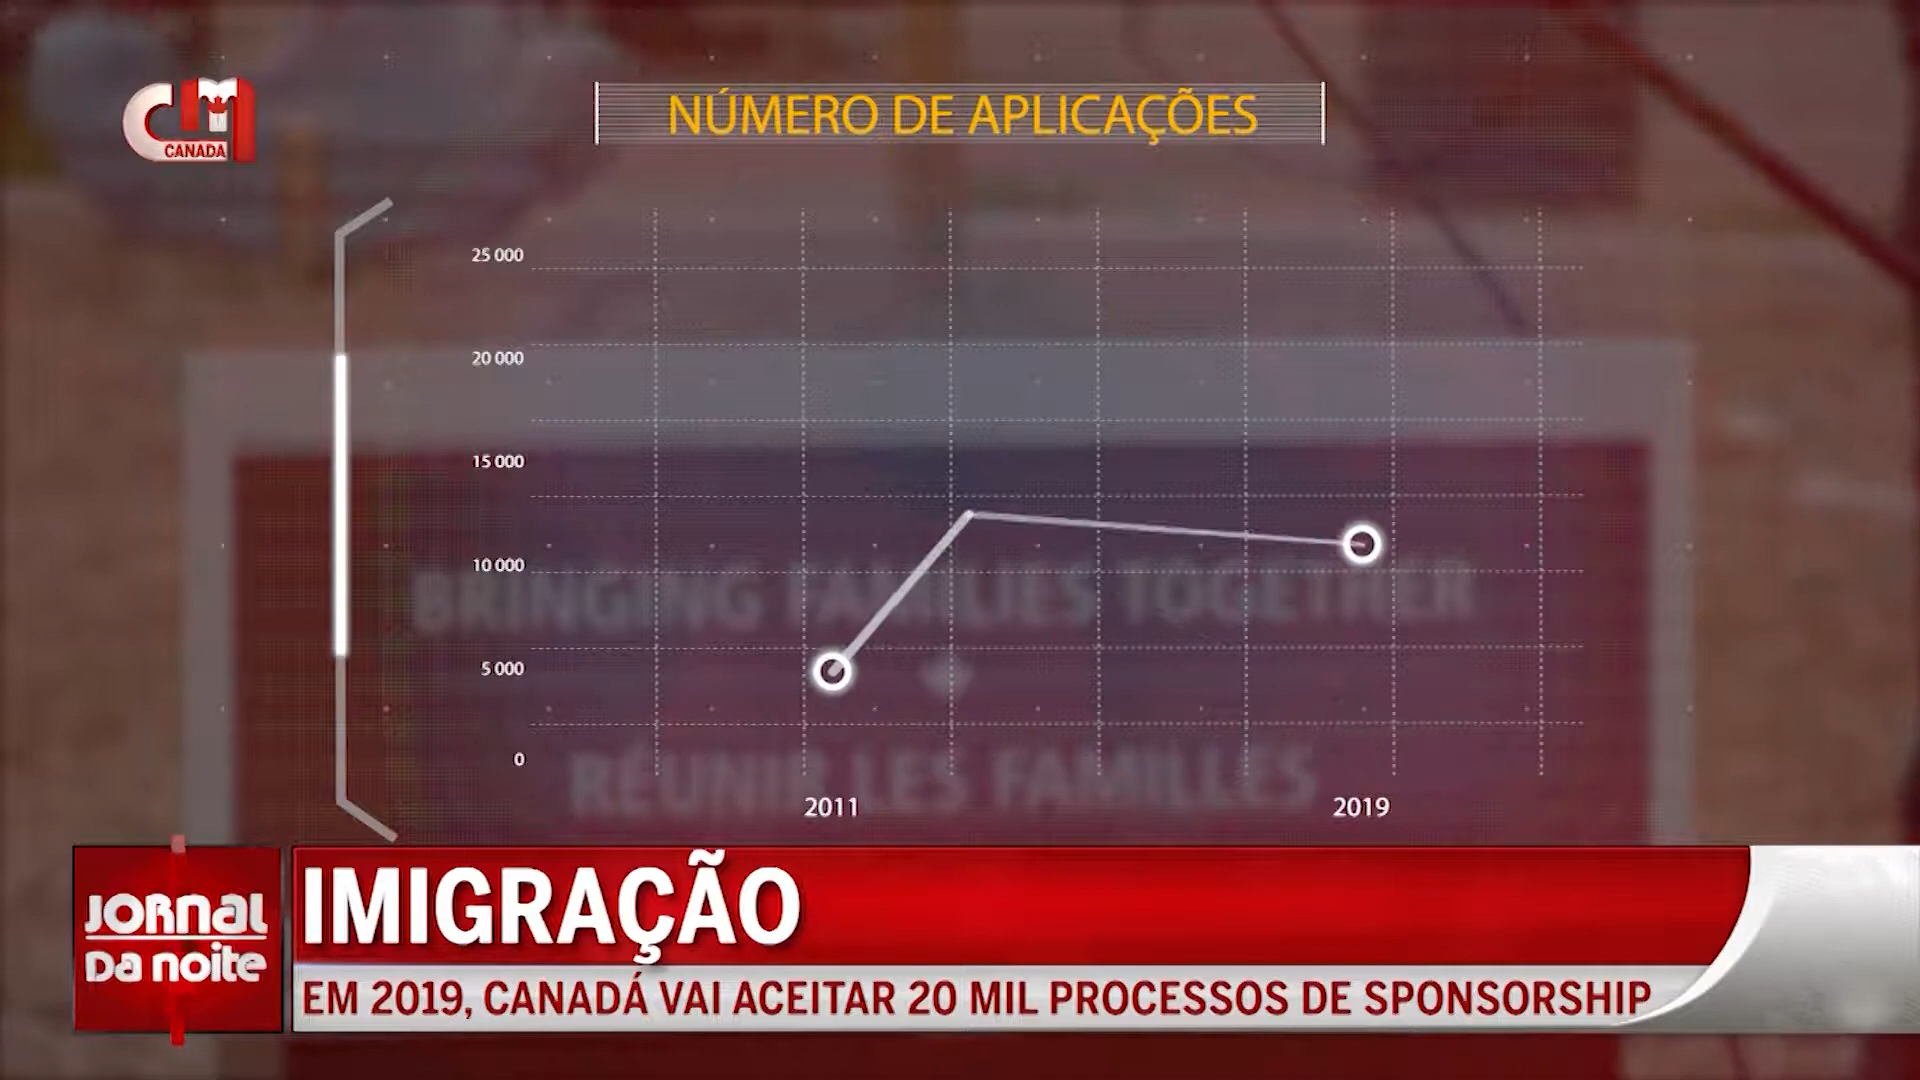 CM
CANADA
NÚMERO DE APLICAÇÕES
25 000
20 000
15 000
10 000
5 000
0
2011
2019
BRINGING FAMILIES TOGETHER
RÉUNIR LES FAMILLES
JORNAL
DA NOITE
IMIGRAÇÃO
EM 2019, CANADÁ VAI ACEITAR 20 MIL PROCESSOS DE SPONSORSHIP